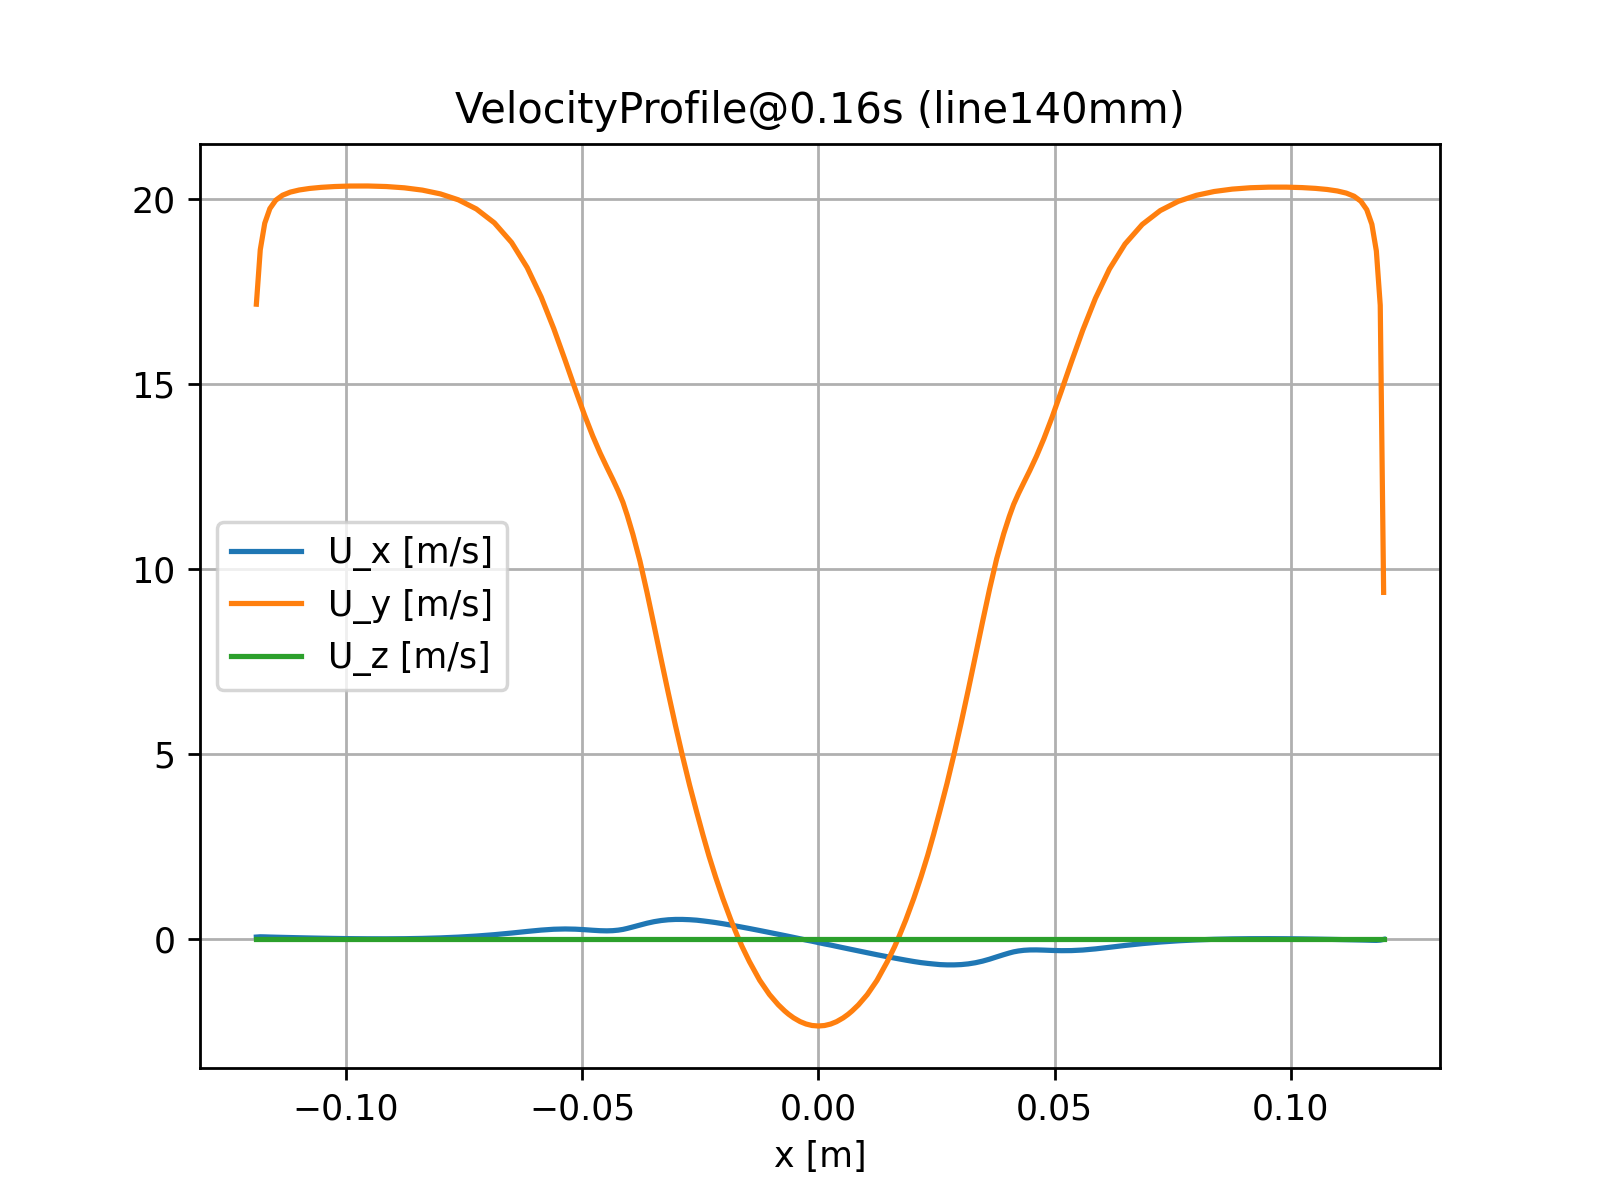 VelocityProfile@0.16s (line140mm)
20
15
10
5
0
U_x [m/s]
U_y [m/s]
U_z [m/s]
−0.10
−0.05
0.00
0.05
0.10
x [m]